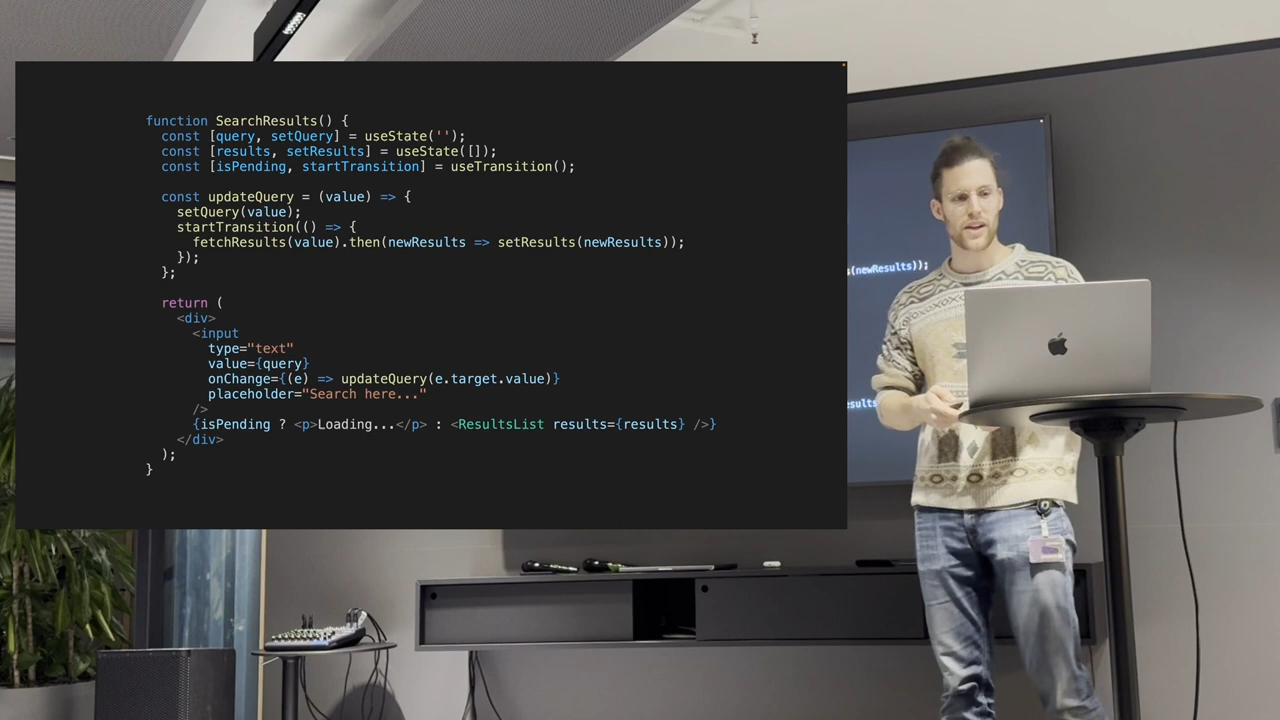 function SearchResults() {
const [query, setQuery] = useState('');
const [results, setResults] = useState([]);
const [isPending, startTransition] = useTransition();
const updateQuery = (value) => {
setQuery(value);
startTransition(() => {
fetchResults(value).then(newResults => setResults(newResults));
});
};
return (
<div>
<input
type="text"
value={query}
onChange={(e) => updateQuery(e.target.value)}
placeholder="Search here..."
/>
{isPending ? <p>Loading...</p> : <ResultsList results={results} />}
</div>
);
}
s(newResults));
esults